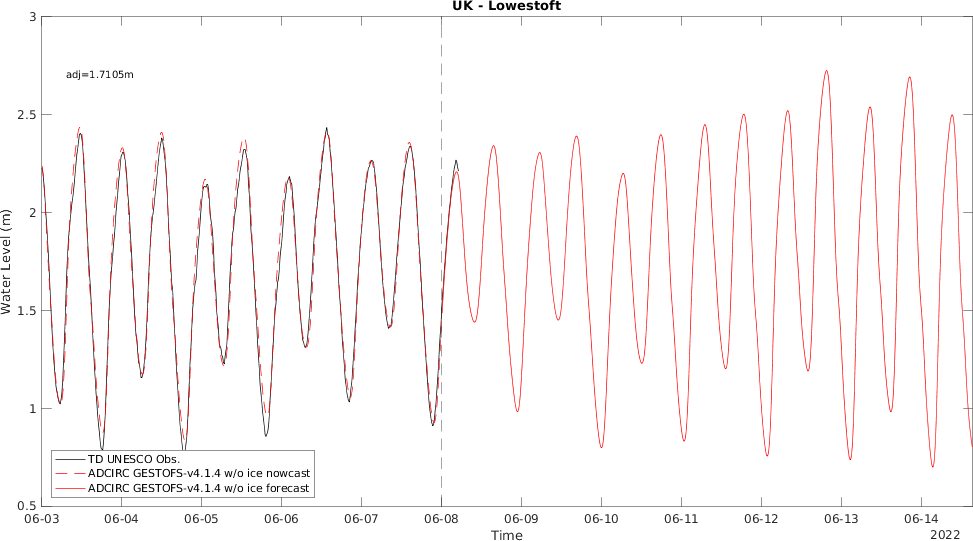 UK - Lowestoft
3
adj=1.7105m
2.5
2
Water Level (m)
1.5
1
TD UNESCO Obs.
ADCIRC GESTOFS-v4.1.4 w/o ice nowcast
ADCIRC GESTOFS-v4.1.4 w/o ice forecast
0.5
06-03 06-04 06-05 06-06 06-07 06-08 06-09 06-10 06-11 06-12 06-13 06-14
Time
2022